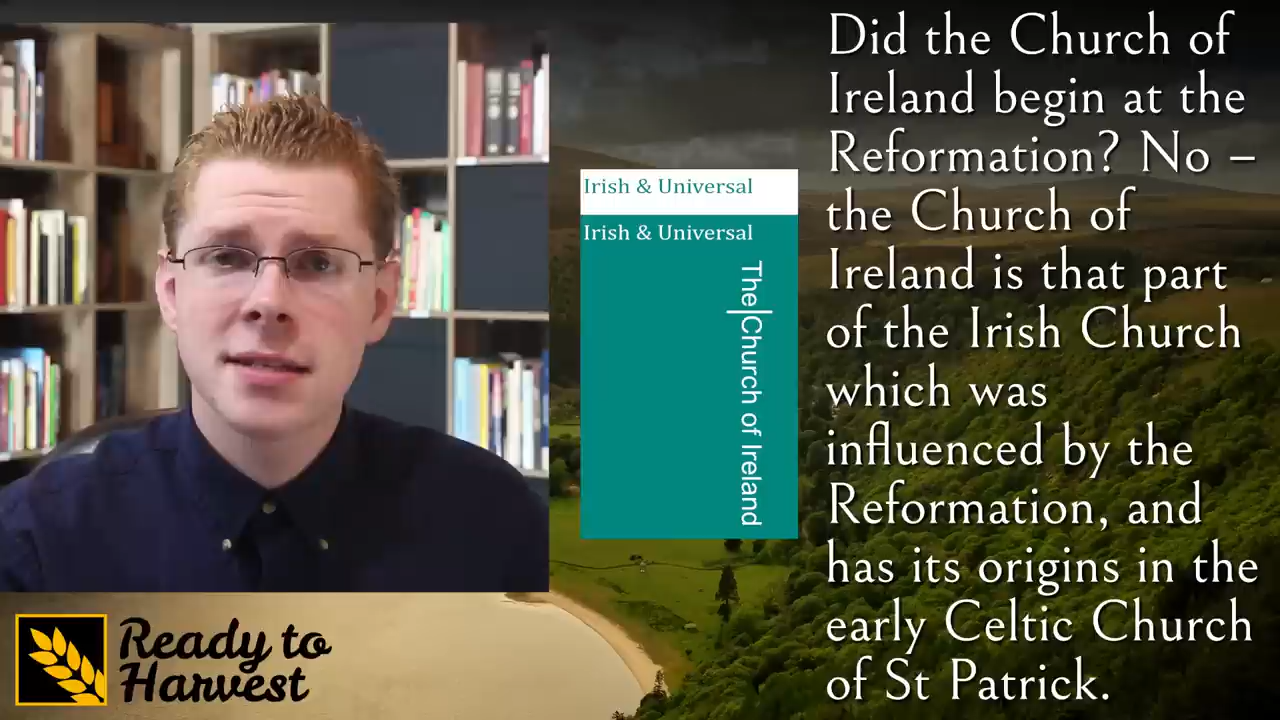 Did the Church of
Ireland begin at the
Reformation? No –
the Church of
Ireland is that part
of the Irish Church
which was
influenced by the
Reformation, and
has its origins in the
early Celtic Church
of St Patrick.
Irish & Universal
Irish & Universal
The Church of Ireland
Ready to
Harvest